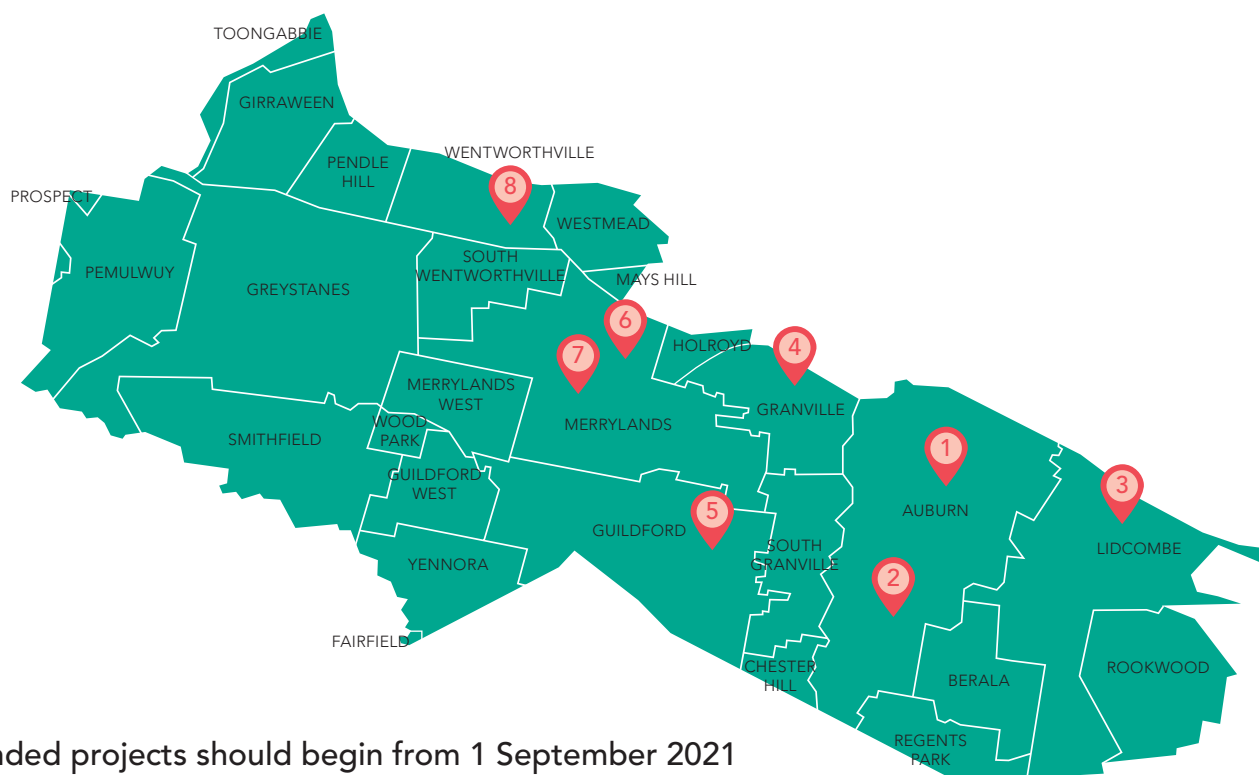 TOONGABBIE
GIRRAWEEN
WENTWORTHVILLE
PENDLE
HILL
8
PROSPECT
WESTMEAD
PEMULWUY
SOUTH
WENTWORTHVILLE
MAYS HILL
GREYSTANES
6
HOLROYD
4
7
MERRYLANDS
WEST
GRANVILLE
WOOD
PARK
MERRYLANDS
SMITHFIELD
1
GUILDFORD
WEST
3
5
AUBURN
GUILDFORD
SOUTH
GRANVILLE
LIDCOMBE
YENNORA
2
FAIRFIELD
CHESTER
HILL
BERALA
ROOKWOOD
REGENTS
PARK
nded projects should begin from 1 September 2021